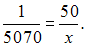 1/5070 = 50/x.